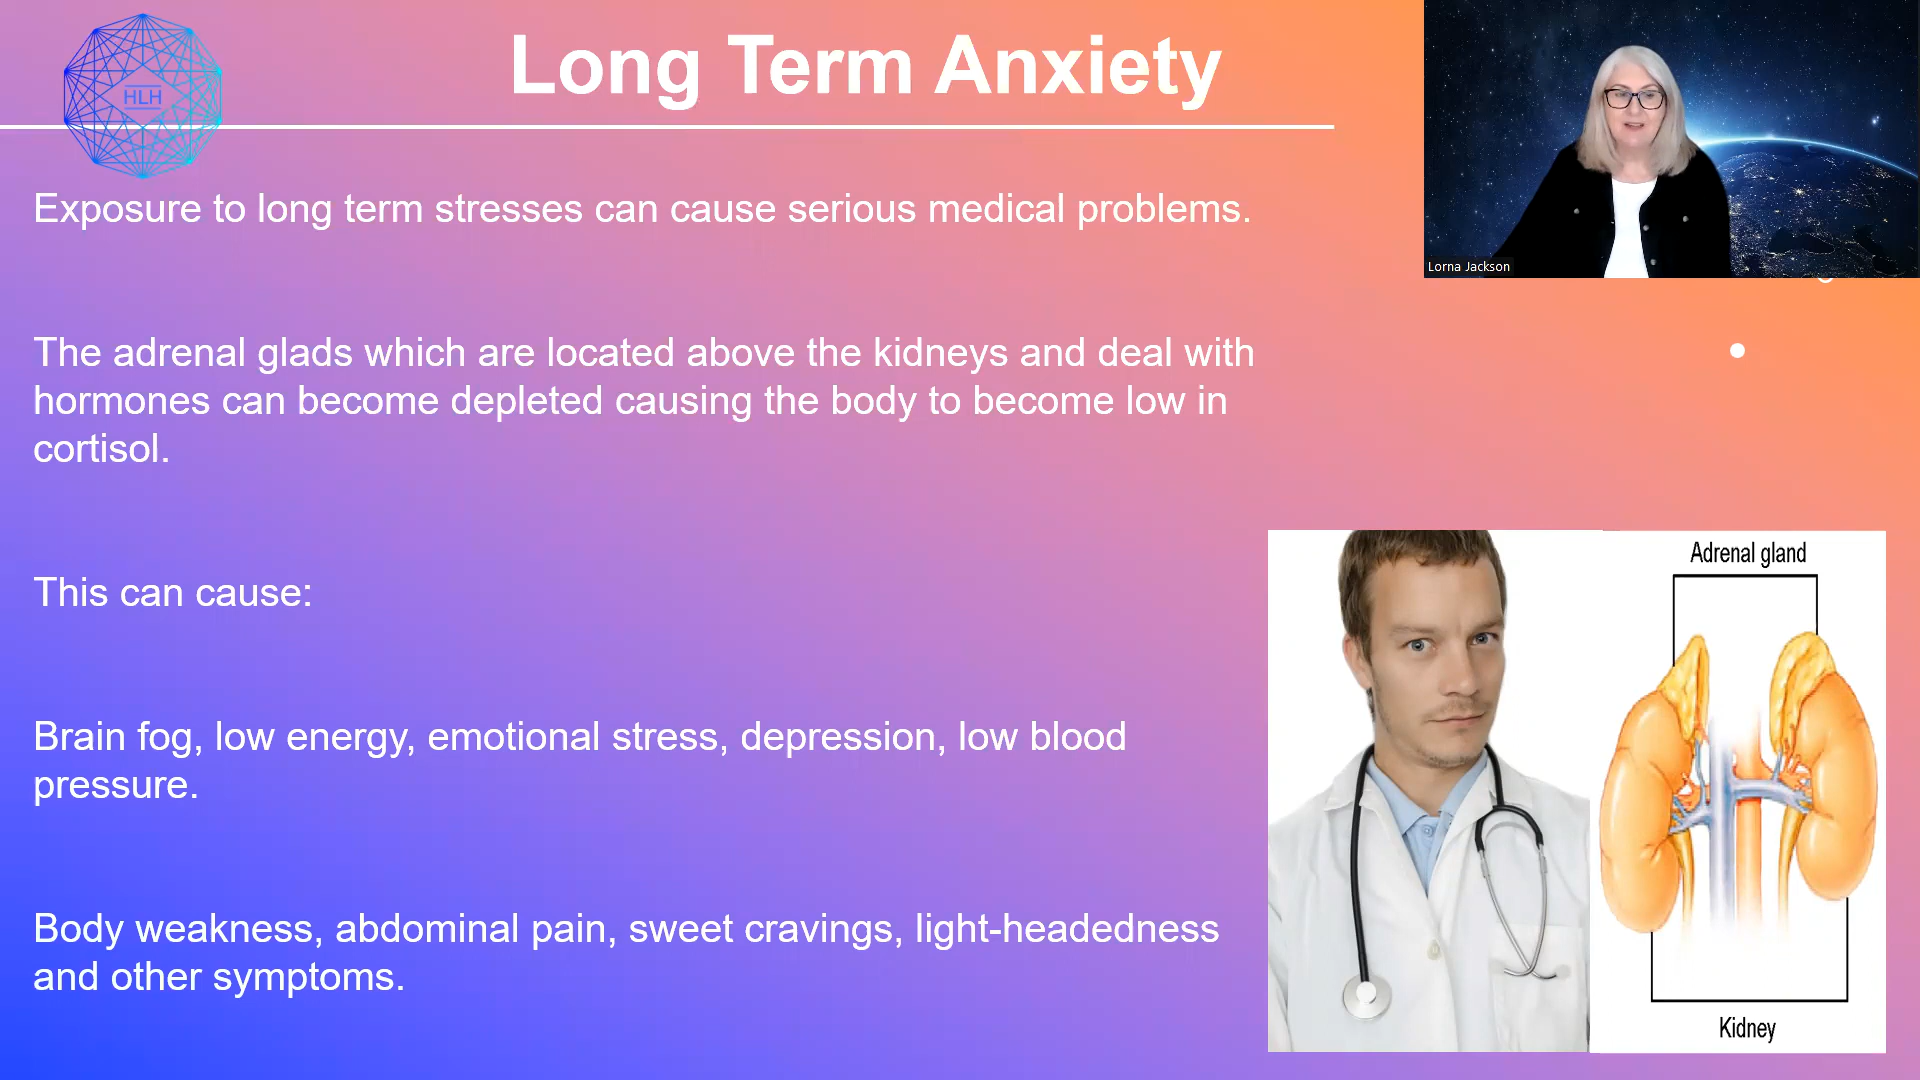 HLH
Long Term Anxiety
Lorna Jackson
Exposure to long term stresses can cause serious medical problems.
The adrenal glads which are located above the kidneys and deal with
hormones can become depleted causing the body to become low in
cortisol.
This can cause:
Brain fog, low energy, emotional stress, depression, low blood
pressure.
Body weakness, abdominal pain, sweet cravings, light-headedness
and other symptoms.
Adrenal gland
Kidney